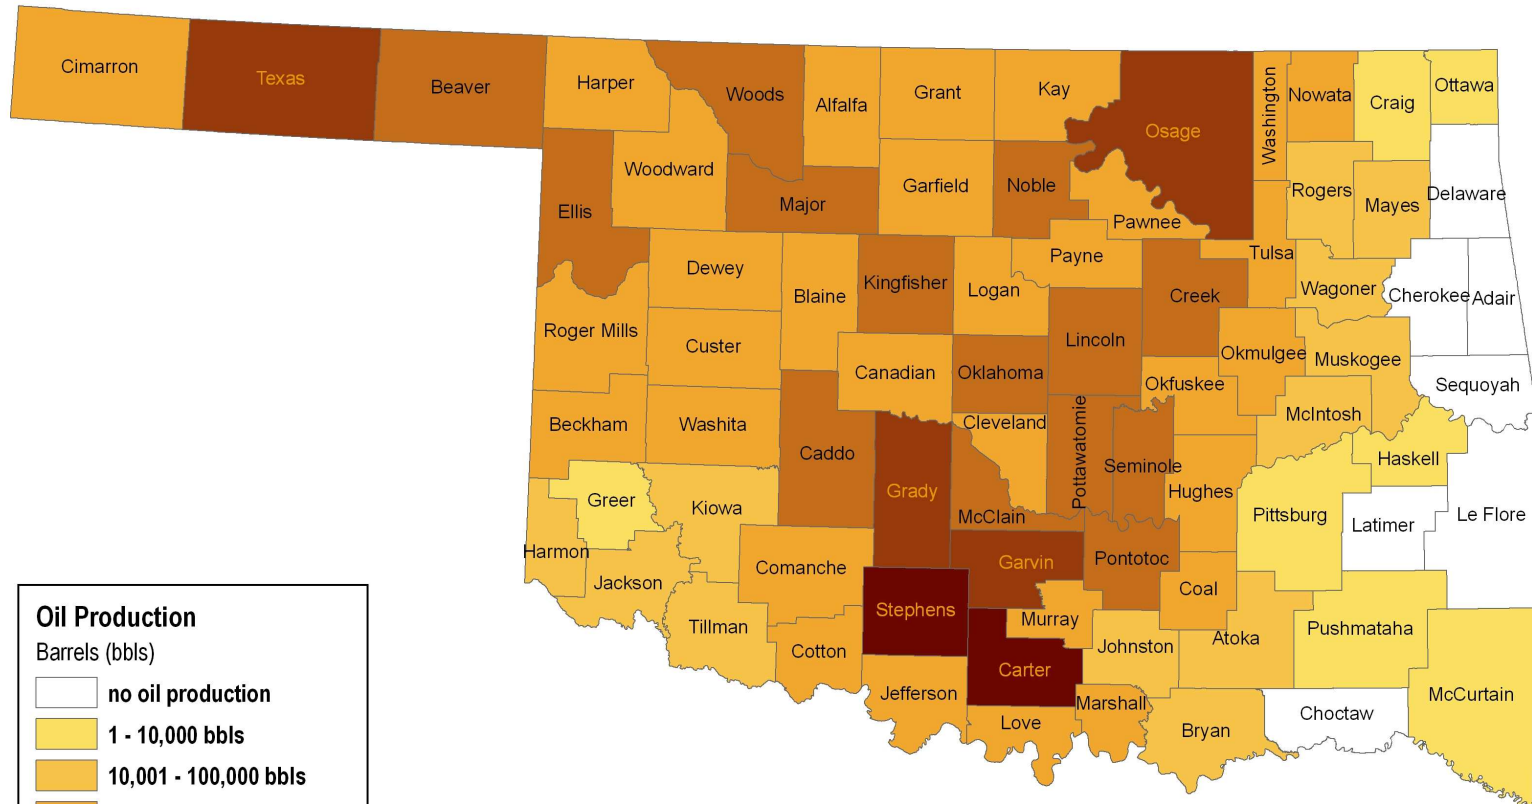 Cimarron
Texas
Beaver
Harper
Woods
Alfalfa
Grant
Kay
Osage
Washington
Nowata
Craig
Ottawa
Woodward
Ellis
Major
Garfield
Noble
Pawnee
Rogers
Mayes
Delaware
Dewey
Blaine
Kingfisher
Logan
Payne
Creek
Tulsa
Wagoner
Cherokee
Adair
Roger Mills
Custer
Canadian
Oklahoma
Lincoln
Okmulgee
Okfuskee
Muskogee
Sequoyah
Beckham
Washita
Caddo
Grady
Cleveland
Pottawatomie
Seminole
McIntosh
Haskell
Greer
Kiowa
McClain
Hughes
Pittsburg
Latimer
Le Flore
Harmon
Jackson
Comanche
Garvin
Pontotoc
Coal
Stephens
Murray
Tillman
Cotton
Johnston
Atoka
Pushmataha
Carter
Jefferson
Love
Marshall
Bryan
Choctaw
McCurtain
Oil Production
Barrels (bbls)
no oil production
1 - 10,000 bbls
10,001 - 100,000 bbls